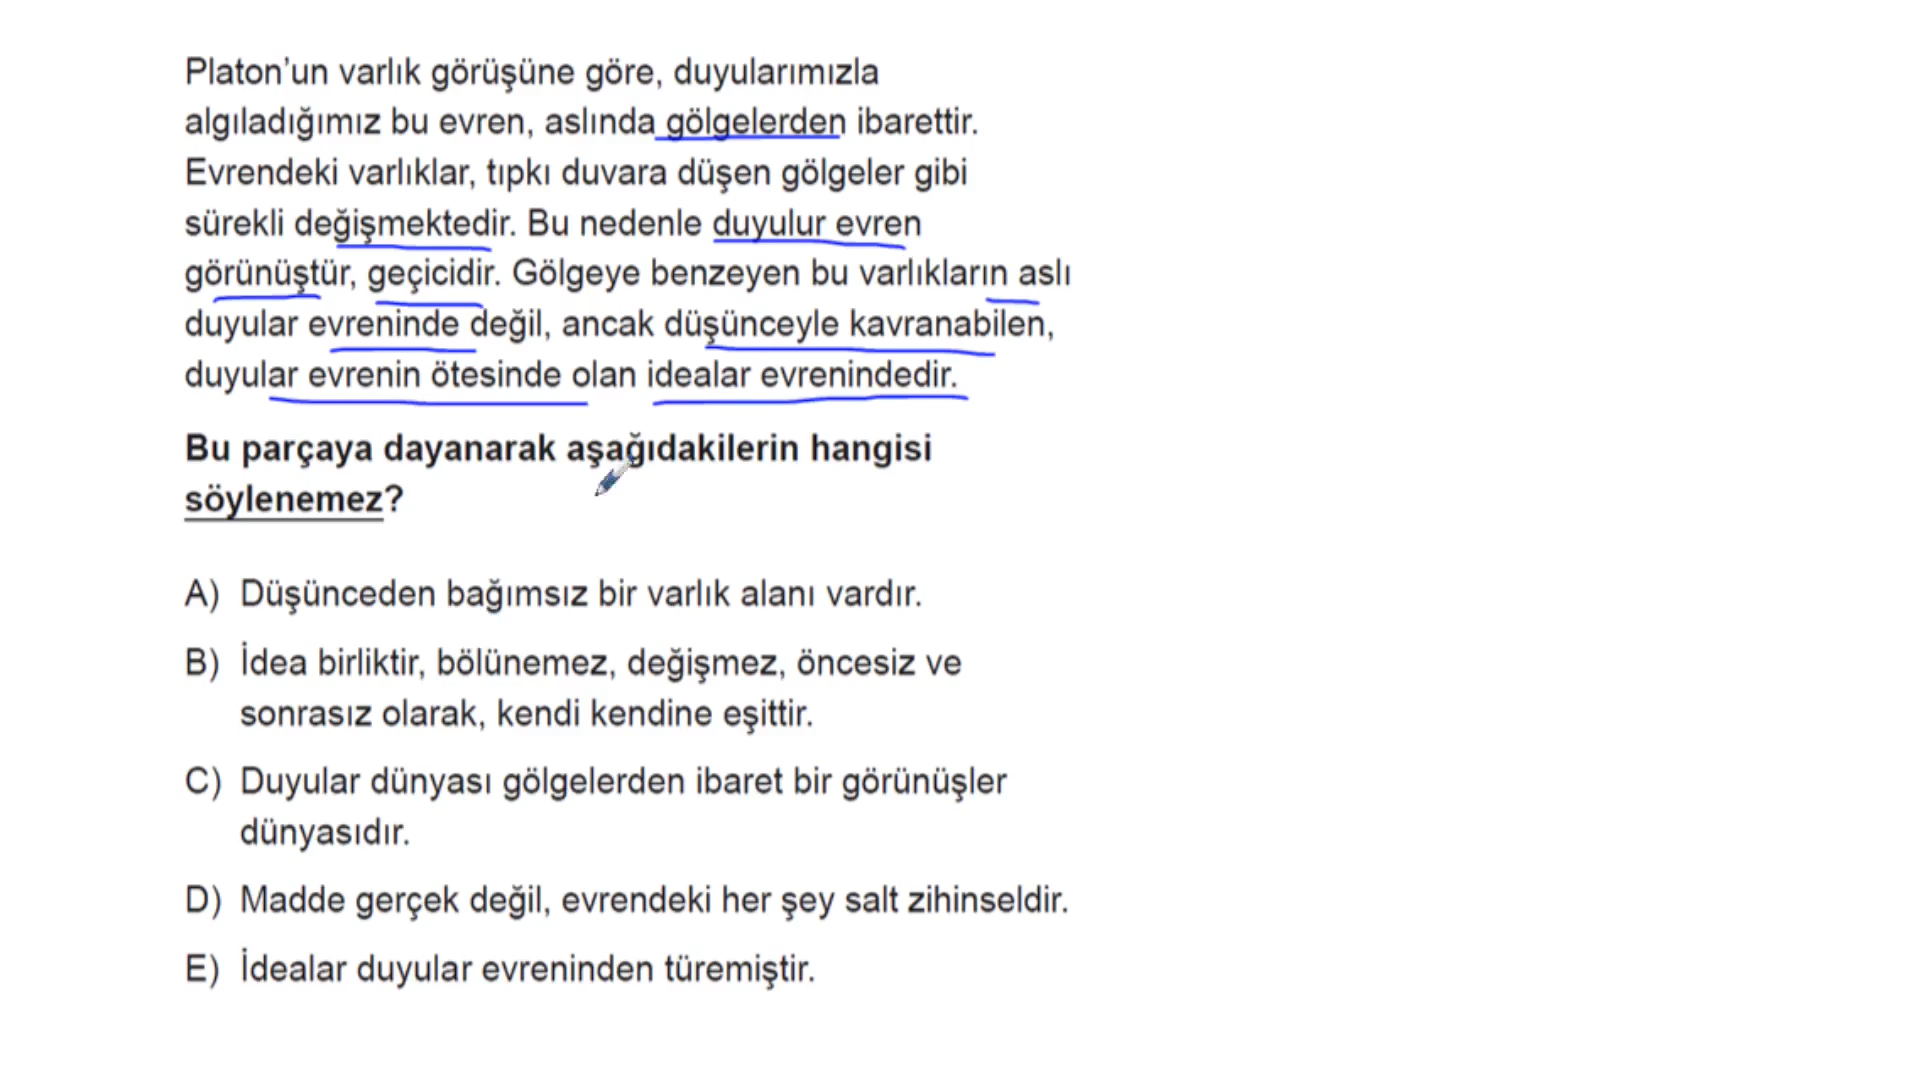 Platon’un varlık görüşüne göre, duyularımızla
algıladığımız bu evren, aslında gölgelerden ibarettir.
Evrendeki varlıklar, tıpkı duvara düşen gölgeler gibi
sürekli değişmektedir. Bu nedenle duyulur evren
görünüştür, geçicidir. Gölgeye benzeyen bu varlıkların aslı
duyular evreninde değil, ancak düşünceyle kavranabilen,
duyular evrenin ötesinde olan idealar evrenindedir.
Bu parçaya dayanarak aşağıdakilerin hangisi
söylenemez?
A) Düşünceden bağımsız bir varlık alanı vardır.
B) İdea birliktir, bölünemez, değişmez, öncesiz ve
sonrasız olarak, kendi kendine eşittir.
C) Duyular dünyası gölgelerden ibaret bir görünüşler
dünyasıdır.
D) Madde gerçek değil, evrendeki her şey salt zihinseldir.
E) İdealar duyular evreninden türemiştir.